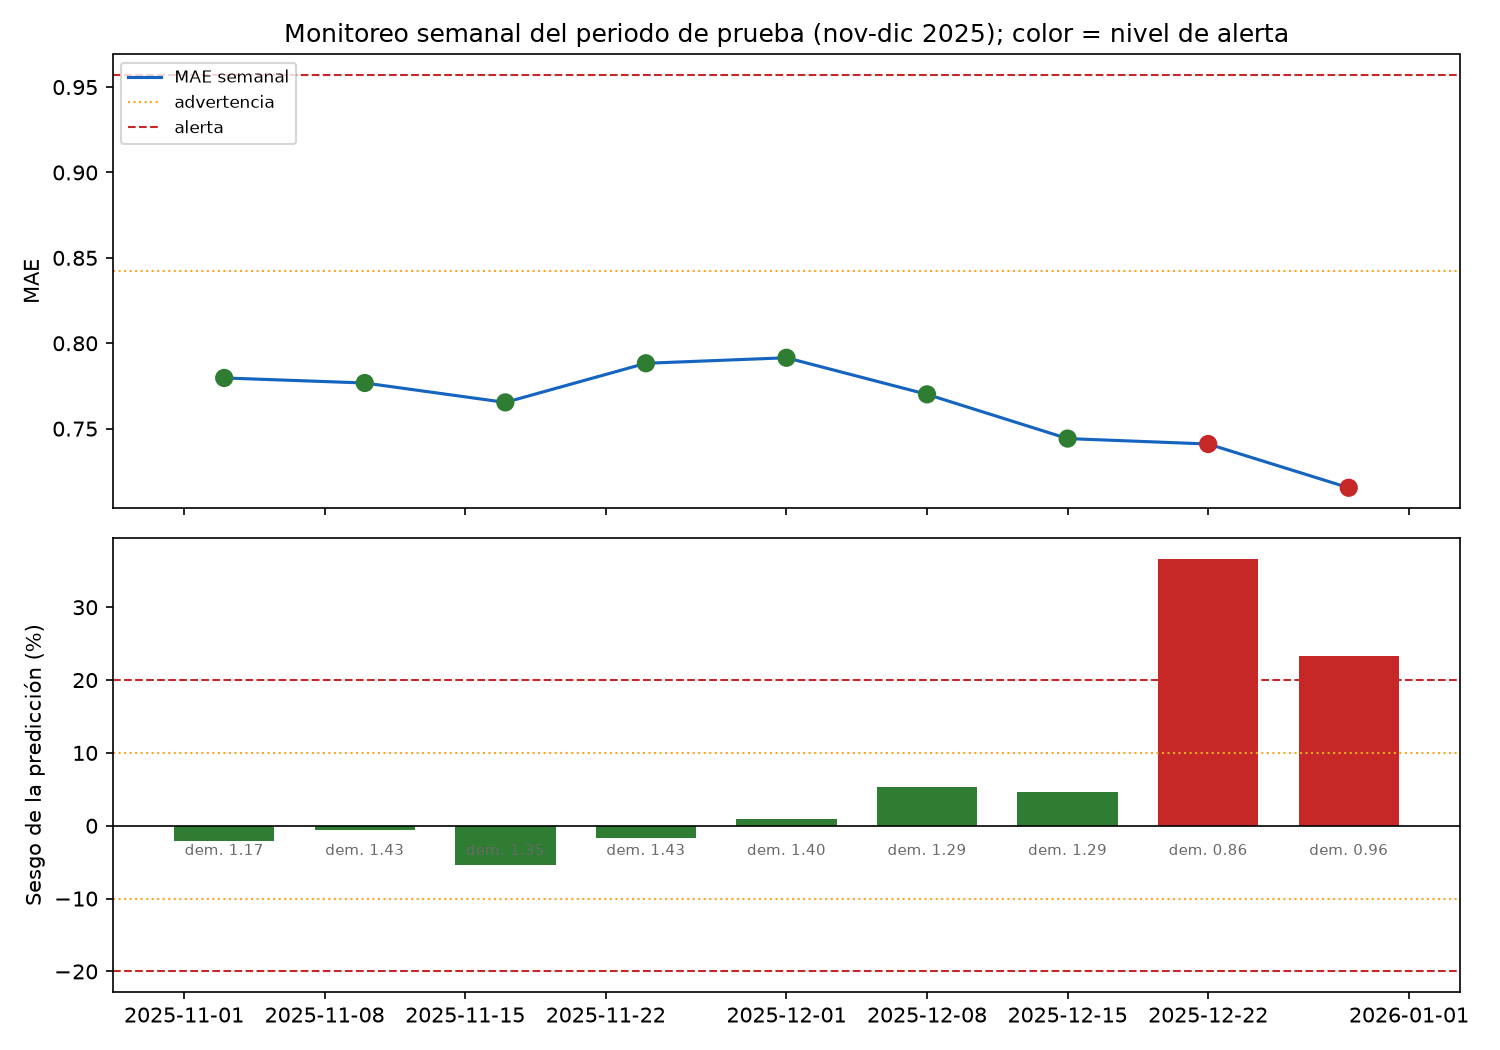 Monitoreo semanal del periodo de prueba (nov-dic 2025); color = nivel de alerta
MAE semanal
advertencia
alerta
MAE
0.95
0.90
0.85
0.80
0.75
Sesgo de la predicción (%)
30
20
10
0
−10
−20
dem. 1.17 dem. 1.43 dem. 1.35 dem. 1.43 dem. 1.40 dem. 1.29 dem. 1.29 dem. 0.86 dem. 0.96
2025-11-01 2025-11-08 2025-11-15 2025-11-22 2025-12-01 2025-12-08 2025-12-15 2025-12-22 2026-01-01